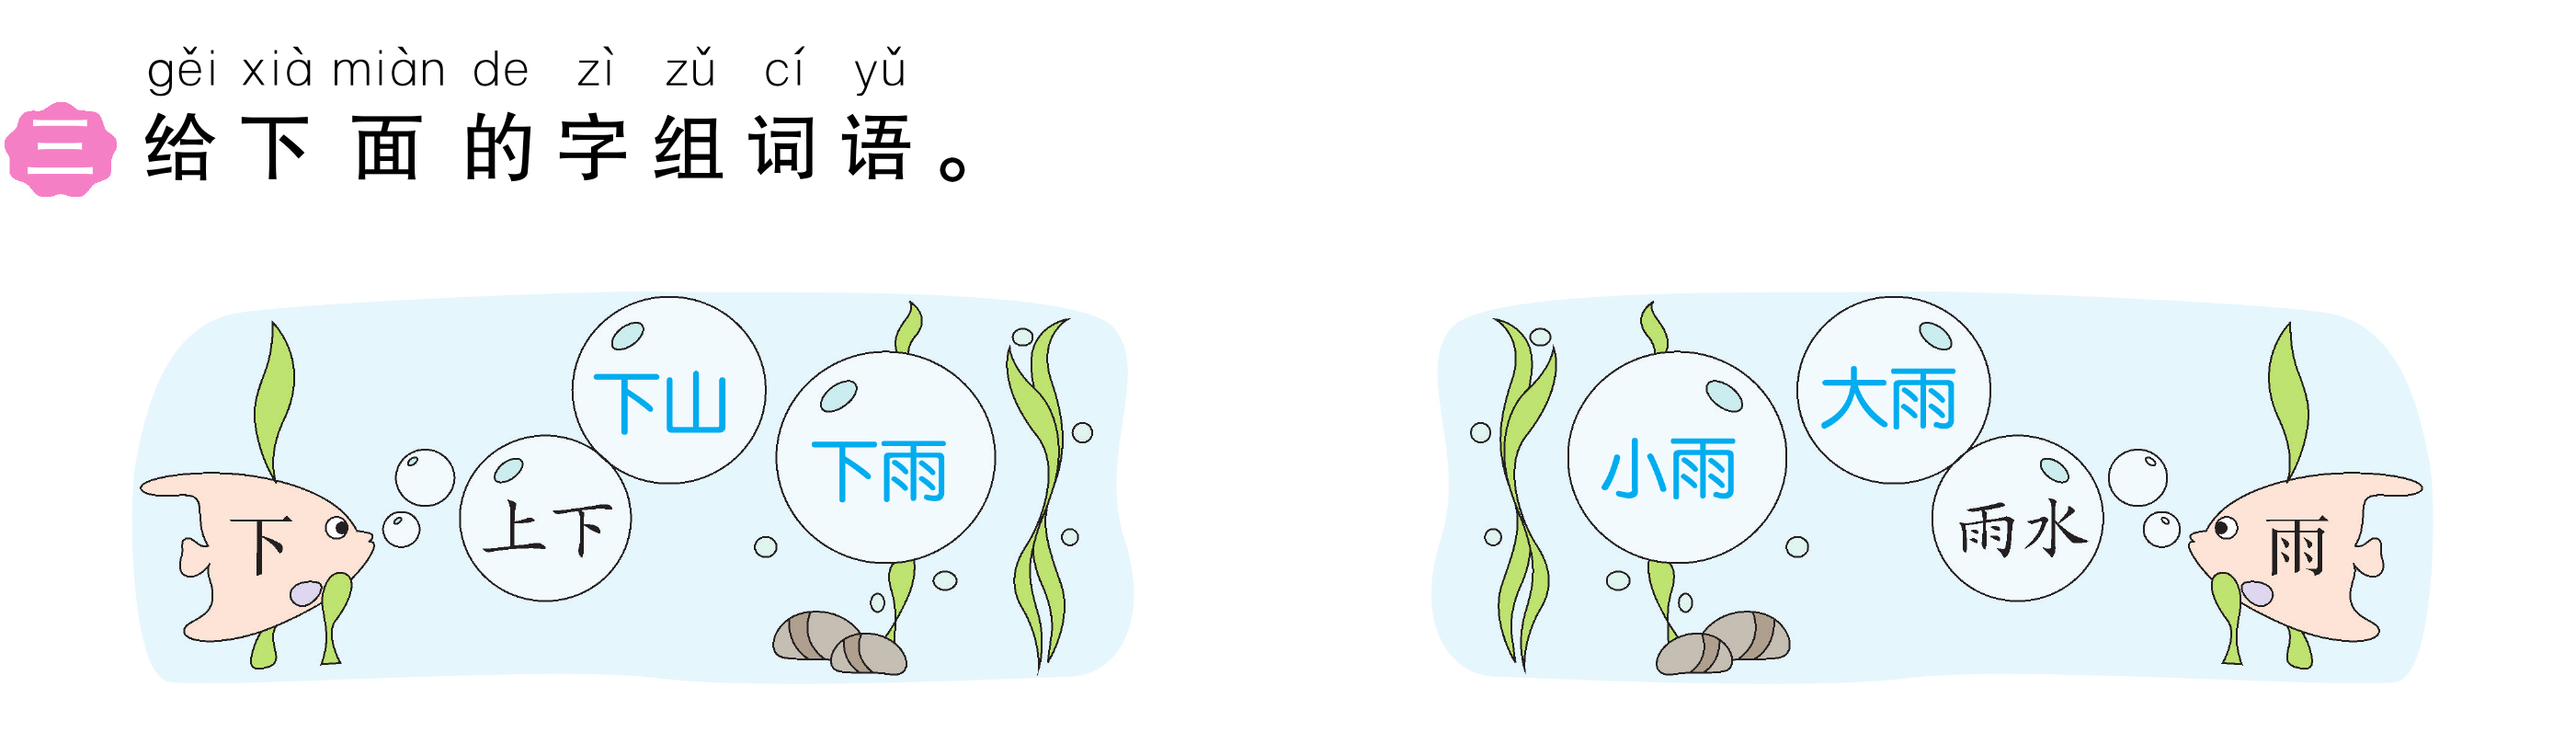 gěi xià miàn de zì zǔ cí yǔ
三 给下面的字组词语。
下 上下 下山 下雨
小雨 大雨 雨水 雨